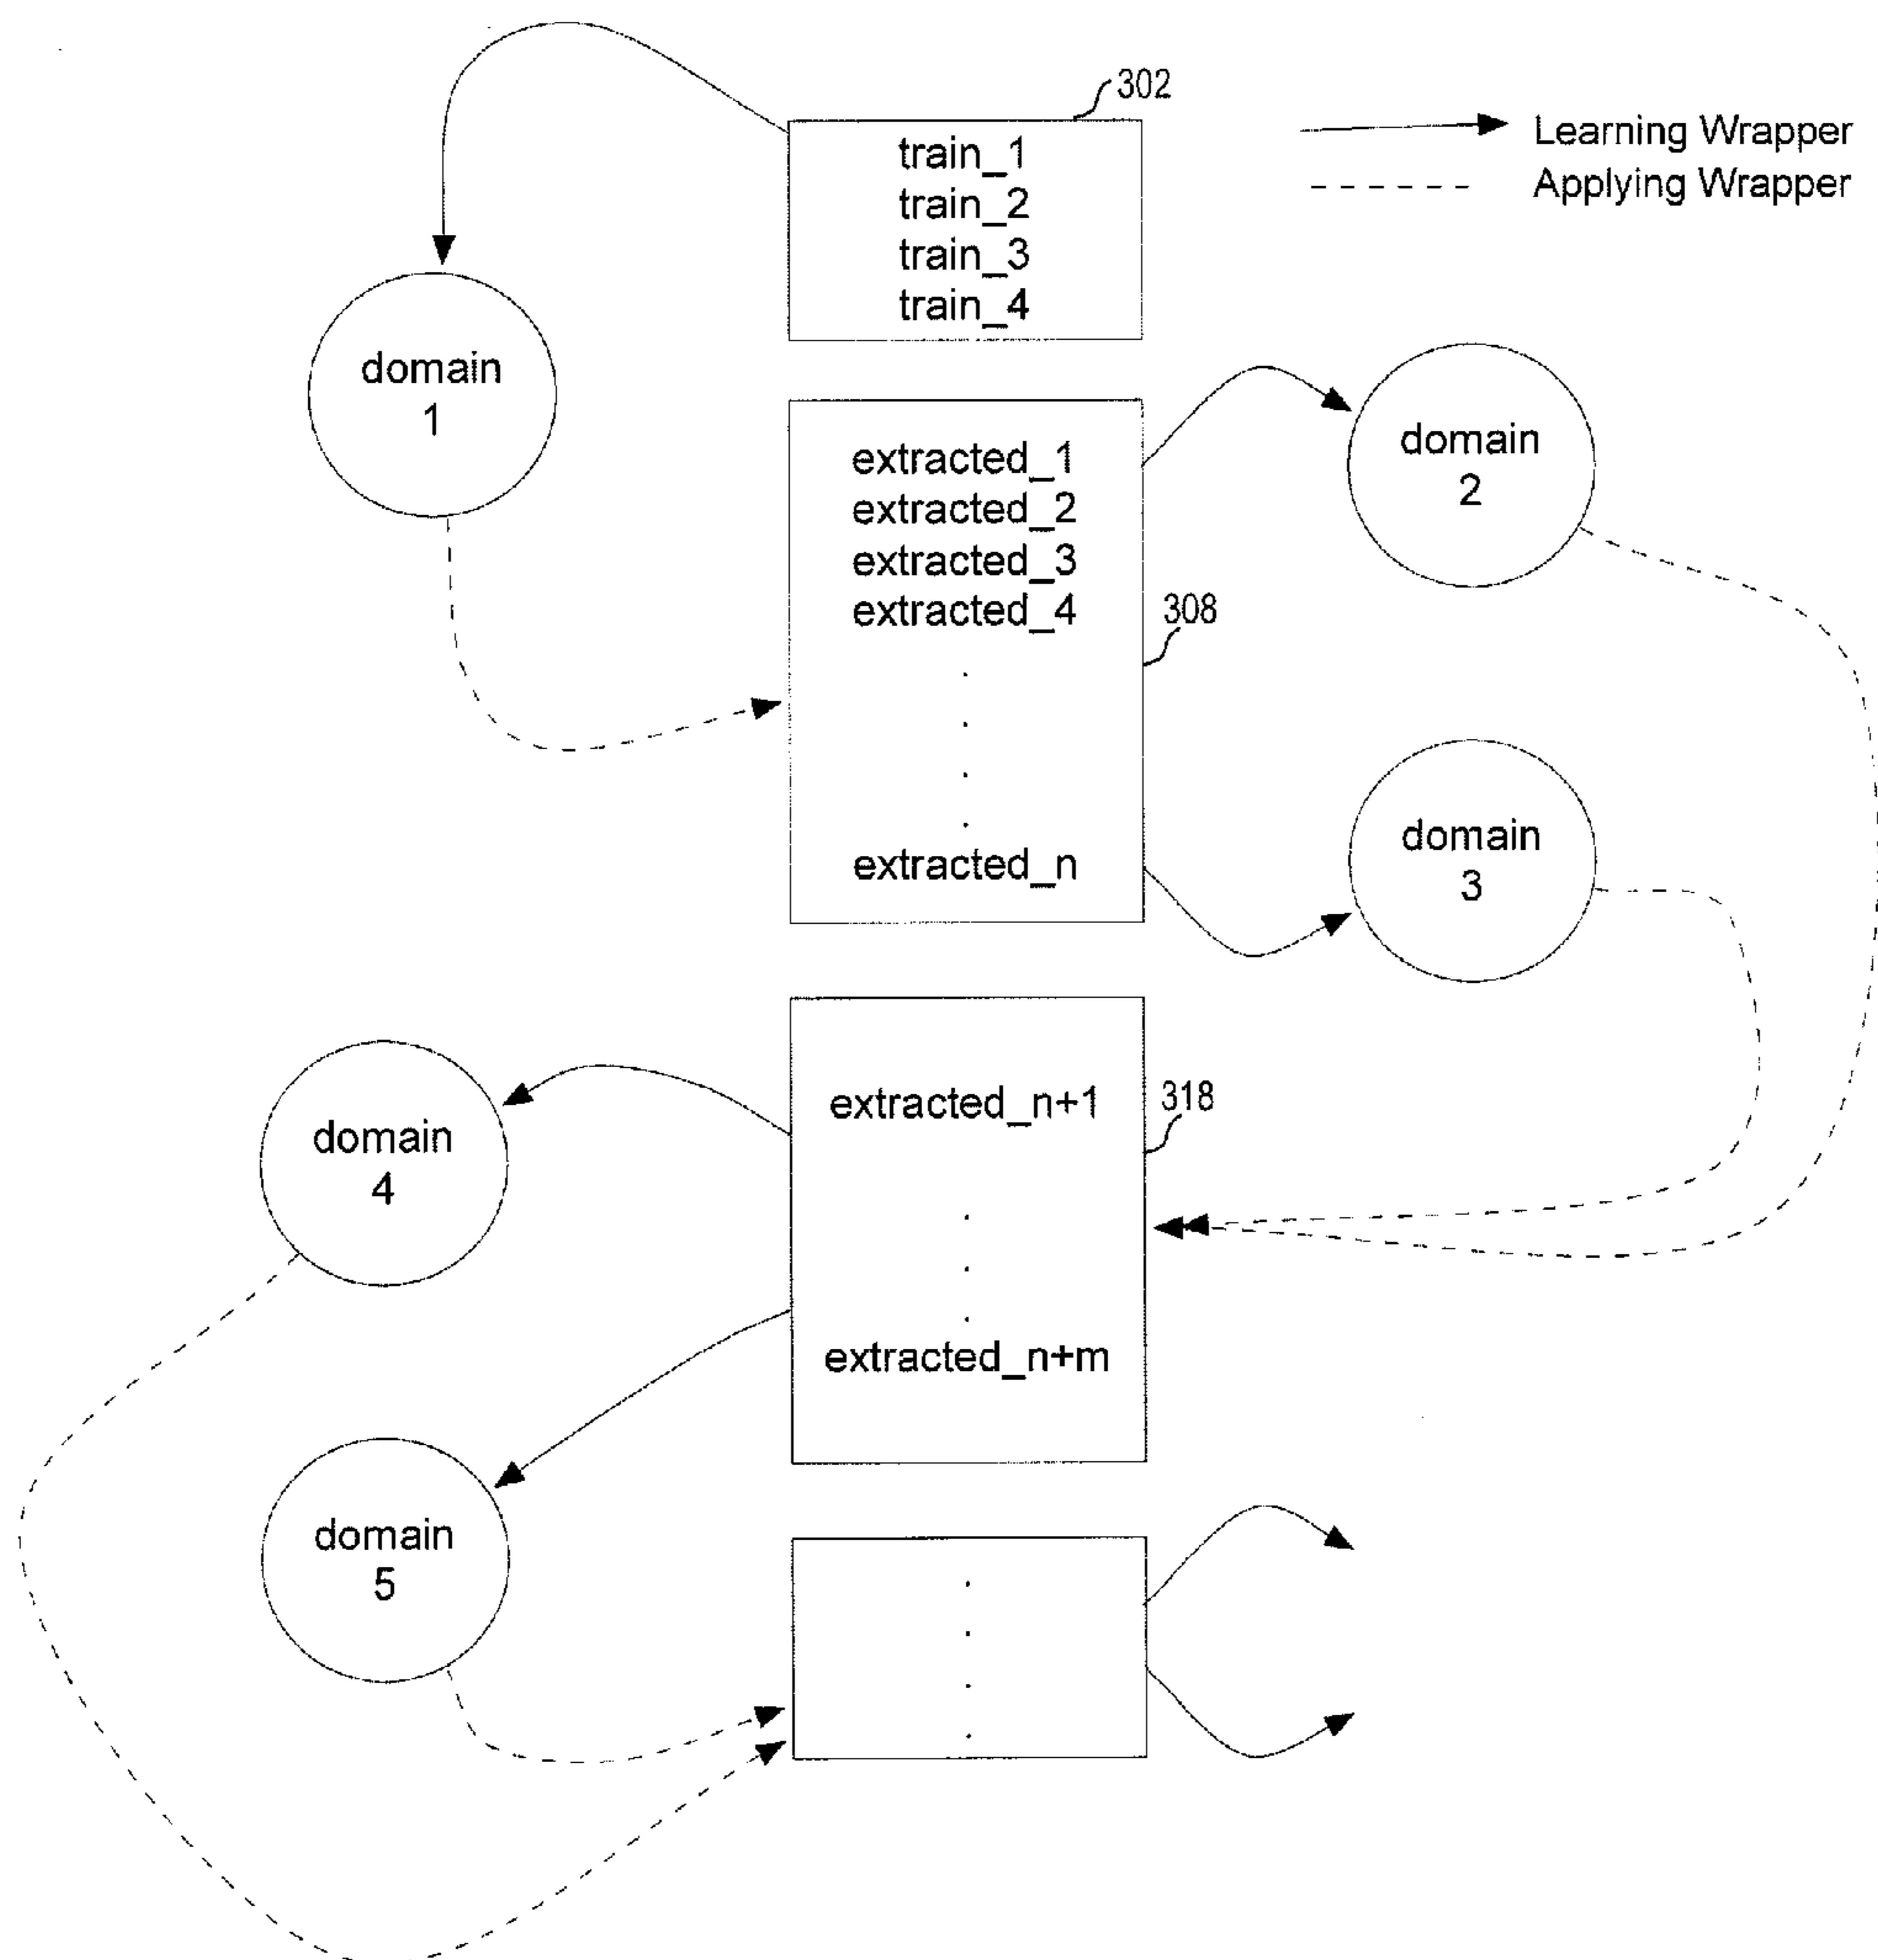 302
train_1
train_2
train_3
train_4
Learning Wrapper
Applying Wrapper
domain
1
extracted_1
extracted_2
extracted_3
extracted_4
.
.
.
.
extracted_n
308
domain
2
domain
3
extracted_n+1
.
.
.
extracted_n+m
318
domain
4
domain
5
.
.
.
.